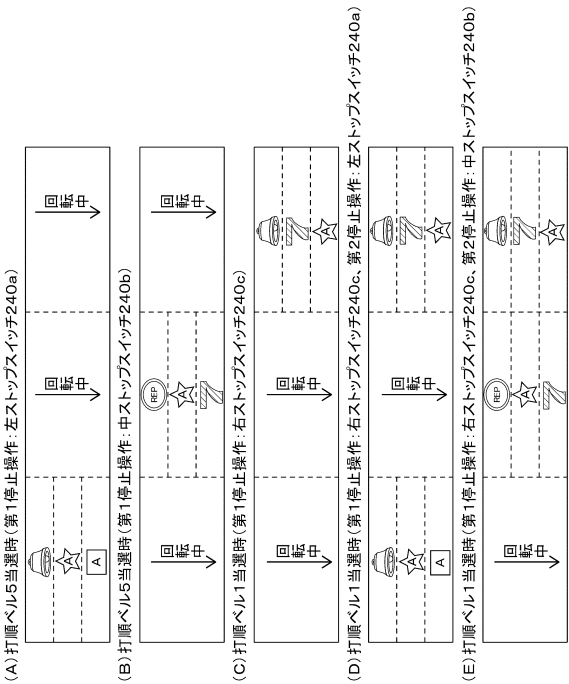 (A)打順ベル5当選時(第1停止操作:左ストップスイッチ240a)
A
A
回転中
回転中
(B)打順ベル5当選時(第1停止操作:中ストップスイッチ240b)
回転中
REP
A
回転中
(C)打順ベル1当選時(第1停止操作:右ストップスイッチ240c)
回転中
回転中
A
(D)打順ベル1当選時(第1停止操作:右ストップスイッチ240c、第2停止操作:左ストップスイッチ240a)
A
A
回転中
A
(E)打順ベル1当選時(第1停止操作:右ストップスイッチ240c、第2停止操作:中ストップスイッチ240b)
回転中
REP
A
A